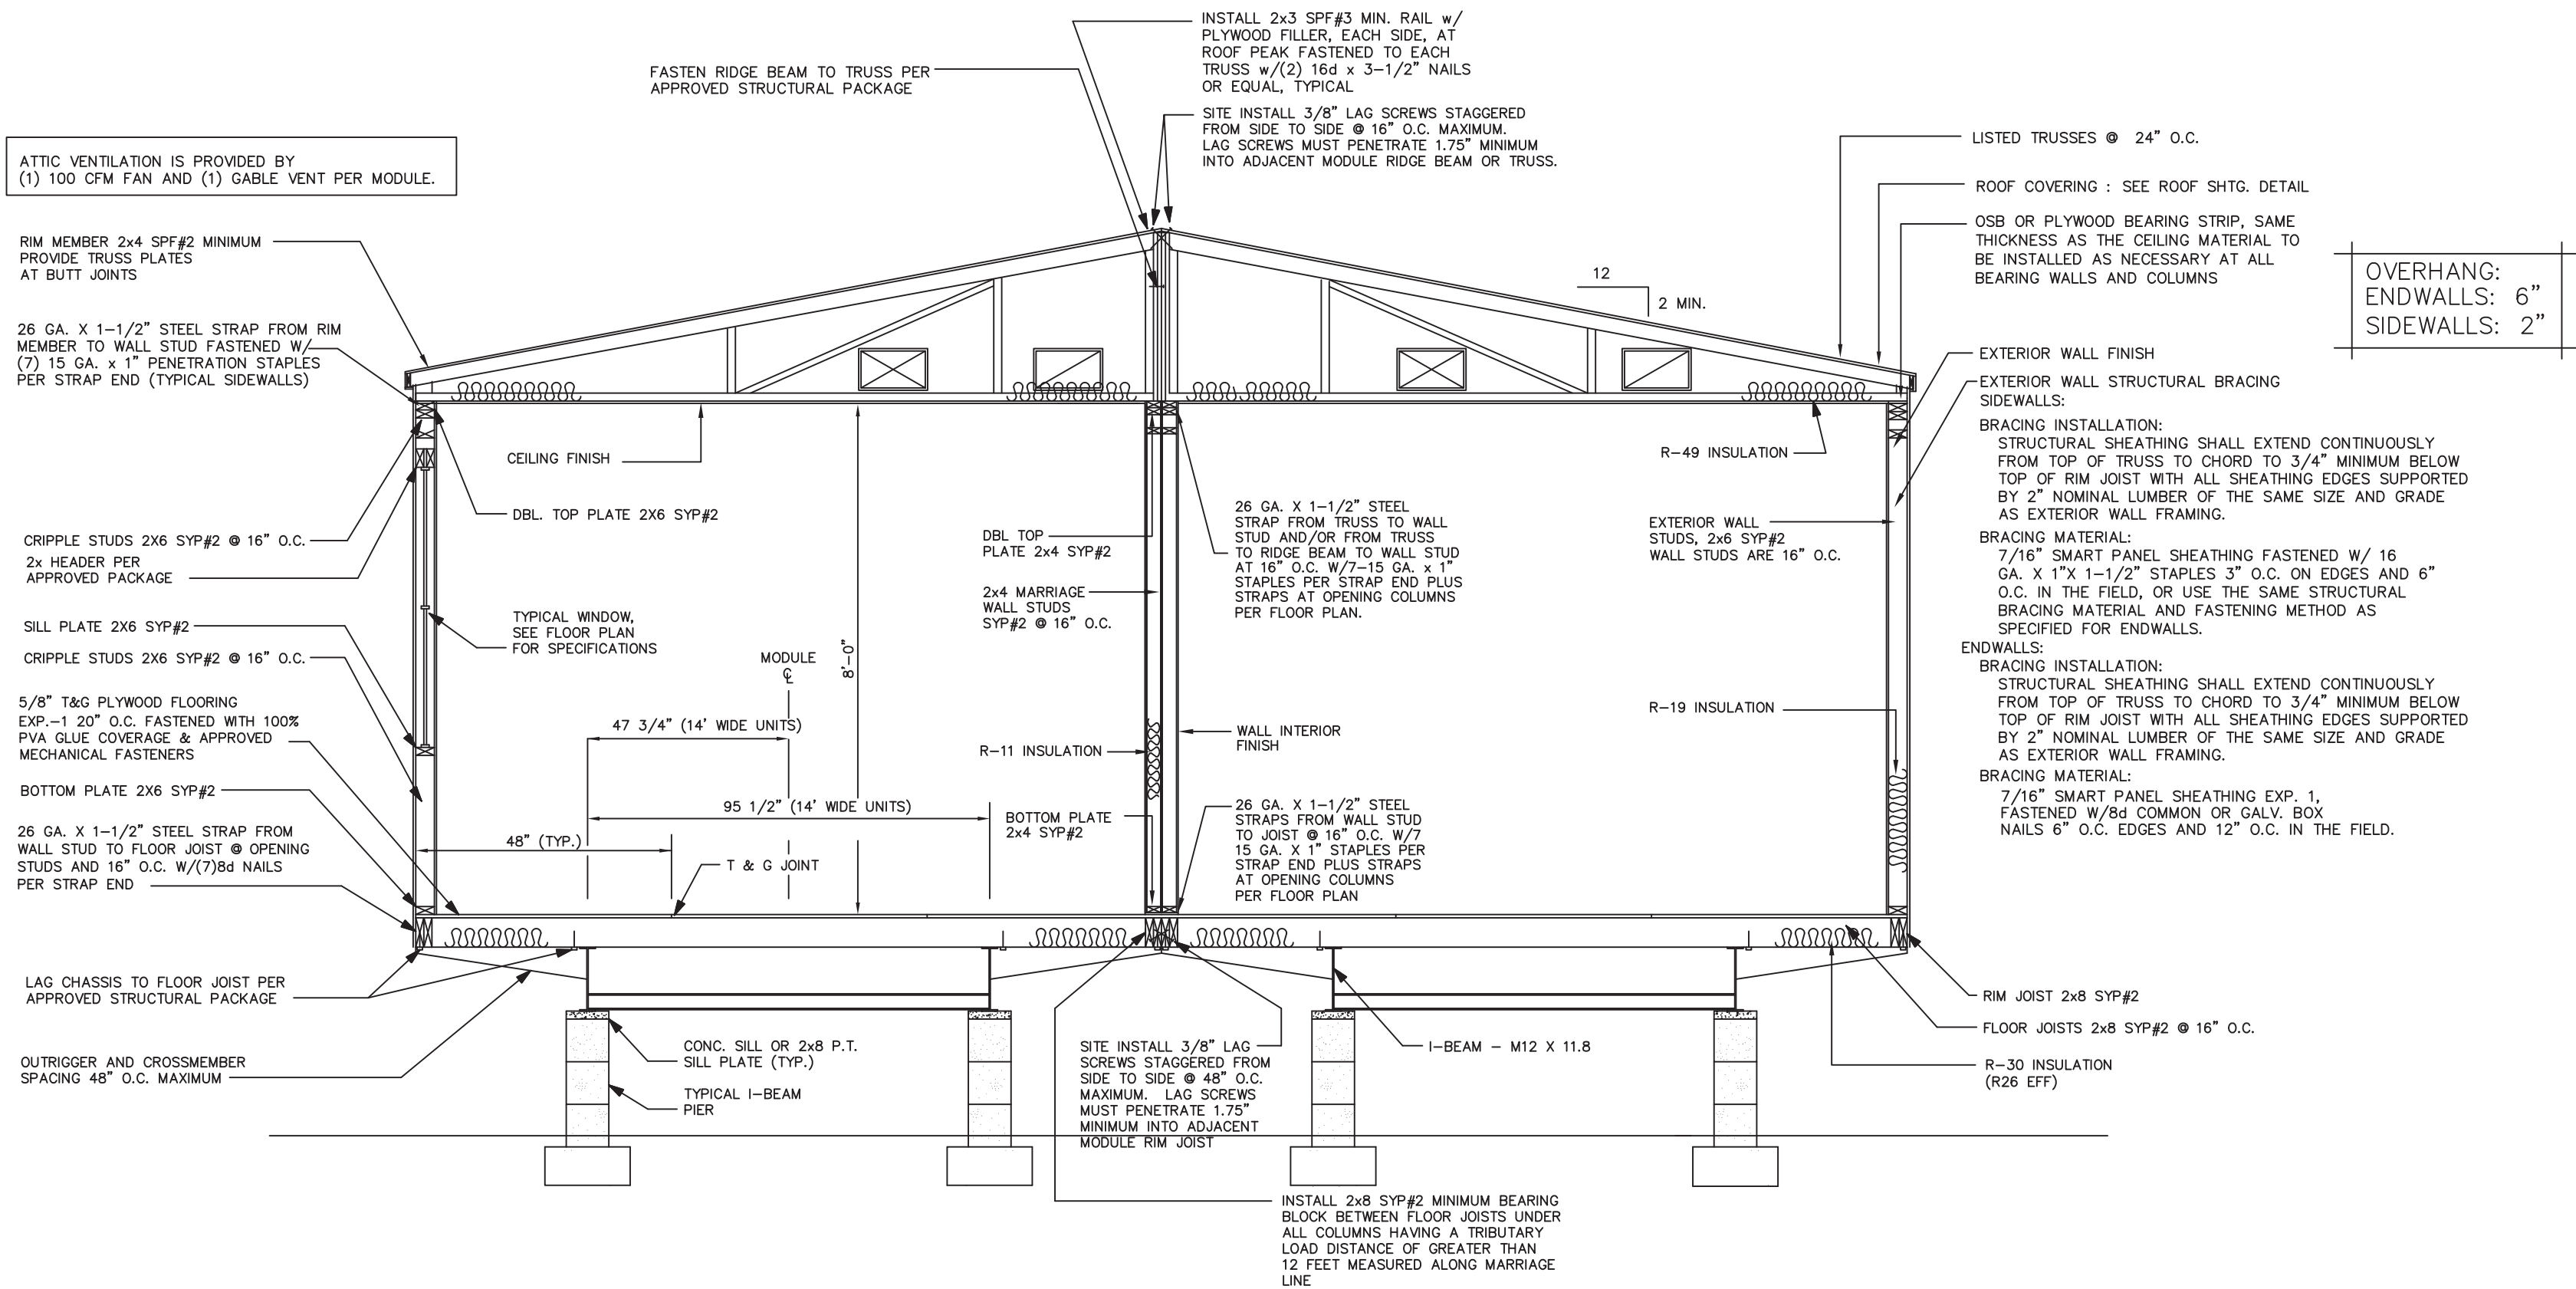 INSTALL 2x3 SPF#3 MIN. RAIL w/
PLYWOOD FILLER, EACH SIDE, AT
ROOF PEAK FASTENED TO EACH
TRUSS w/(2) 16d x 3-1/2" NAILS
OR EQUAL, TYPICAL
FASTEN RIDGE BEAM TO TRUSS PER
APPROVED STRUCTURAL PACKAGE
SITE INSTALL 3/8" LAG SCREWS STAGGERED
FROM SIDE TO SIDE @ 16" O.C. MAXIMUM.
LAG SCREWS MUST PENETRATE 1.75" MINIMUM
INTO ADJACENT MODULE RIDGE BEAM OR TRUSS.
ATTIC VENTILATION IS PROVIDED BY
(1) 100 CFM FAN AND (1) GABLE VENT PER MODULE.
RIM MEMBER 2x4 SPF#2 MINIMUM
PROVIDE TRUSS PLATES
AT BUTT JOINTS
26 GA. X 1-1/2" STEEL STRAP FROM RIM
MEMBER TO WALL STUD FASTENED W/
(7) 15 GA. x 1" PENETRATION STAPLES
PER STRAP END (TYPICAL SIDEWALLS)
CRIPPLE STUDS 2X6 SYP#2 @ 16" O.C.
2x HEADER PER
APPROVED PACKAGE
SILL PLATE 2X6 SYP#2
CRIPPLE STUDS 2X6 SYP#2 @ 16" O.C.
5/8" T&G PLYWOOD FLOORING
EXP.-1 20" O.C. FASTENED WITH 100%
PVA GLUE COVERAGE & APPROVED
MECHANICAL FASTENERS
BOTTOM PLATE 2X6 SYP#2
26 GA. X 1-1/2" STEEL STRAP FROM
WALL STUD TO FLOOR JOIST @ OPENING
STUDS AND 16" O.C. W/(7)8d NAILS
PER STRAP END
LAG CHASSIS TO FLOOR JOIST PER
APPROVED STRUCTURAL PACKAGE
OUTRIGGER AND CROSSMEMBER
SPACING 48" O.C. MAXIMUM
CEILING FINISH
DBL. TOP PLATE 2X6 SYP#2
TYPICAL WINDOW,
SEE FLOOR PLAN
FOR SPECIFICATIONS
MODULE
CL
8'-0"
47 3/4" (14' WIDE UNITS)
95 1/2" (14' WIDE UNITS)
48" (TYP.)
T & G JOINT
CONC. SILL OR 2x8 P.T.
SILL PLATE (TYP.)
TYPICAL I-BEAM
PIER
DBL TOP
PLATE 2x4 SYP#2
2x4 MARRIAGE
WALL STUDS
SYP#2 @ 16" O.C.
R-11 INSULATION
BOTTOM PLATE
2x4 SYP#2
26 GA. X 1-1/2" STEEL
STRAP FROM TRUSS TO WALL
STUD AND/OR FROM TRUSS
TO RIDGE BEAM TO WALL STUD
AT 16" O.C. W/7-15 GA. x 1"
STAPLES PER STRAP END PLUS
STRAPS AT OPENING COLUMNS
PER FLOOR PLAN.
WALL INTERIOR
FINISH
26 GA. X 1-1/2" STEEL
STRAPS FROM WALL STUD
TO JOIST @ 16" O.C. W/7
15 GA. X 1" STAPLES PER
STRAP END PLUS STRAPS
AT OPENING COLUMNS
PER FLOOR PLAN
SITE INSTALL 3/8" LAG
SCREWS STAGGERED FROM
SIDE TO SIDE @ 48" O.C.
MAXIMUM. LAG SCREWS
MUST PENETRATE 1.75"
MINIMUM INTO ADJACENT
MODULE RIM JOIST
I-BEAM - M12 X 11.8
INSTALL 2x8 SYP#2 MINIMUM BEARING
BLOCK BETWEEN FLOOR JOISTS UNDER
ALL COLUMNS HAVING A TRIBUTARY
LOAD DISTANCE OF GREATER THAN
12 FEET MEASURED ALONG MARRIAGE
LINE
12
2 MIN.
R-49 INSULATION
EXTERIOR WALL
STUDS, 2x6 SYP#2
WALL STUDS ARE 16" O.C.
R-19 INSULATION
LISTED TRUSSES @ 24" O.C.
ROOF COVERING : SEE ROOF SHTG. DETAIL
OSB OR PLYWOOD BEARING STRIP, SAME
THICKNESS AS THE CEILING MATERIAL TO
BE INSTALLED AS NECESSARY AT ALL
BEARING WALLS AND COLUMNS
OVERHANG:
ENDWALLS: 6"
SIDEWALLS: 2"
EXTERIOR WALL FINISH
EXTERIOR WALL STRUCTURAL BRACING
SIDEWALLS:
BRACING INSTALLATION:
STRUCTURAL SHEATHING SHALL EXTEND CONTINUOUSLY
FROM TOP OF TRUSS TO CHORD TO 3/4" MINIMUM BELOW
TOP OF RIM JOIST WITH ALL SHEATHING EDGES SUPPORTED
BY 2" NOMINAL LUMBER OF THE SAME SIZE AND GRADE
AS EXTERIOR WALL FRAMING.
BRACING MATERIAL:
7/16" SMART PANEL SHEATHING FASTENED W/ 16
GA. X 1"X 1-1/2" STAPLES 3" O.C. ON EDGES AND 6"
O.C. IN THE FIELD, OR USE THE SAME STRUCTURAL
BRACING MATERIAL AND FASTENING METHOD AS
SPECIFIED FOR ENDWALLS.
ENDWALLS:
BRACING INSTALLATION:
STRUCTURAL SHEATHING SHALL EXTEND CONTINUOUSLY
FROM TOP OF TRUSS TO CHORD TO 3/4" MINIMUM BELOW
TOP OF RIM JOIST WITH ALL SHEATHING EDGES SUPPORTED
BY 2" NOMINAL LUMBER OF THE SAME SIZE AND GRADE
AS EXTERIOR WALL FRAMING.
BRACING MATERIAL:
7/16" SMART PANEL SHEATHING EXP. 1,
FASTENED W/8d COMMON OR GALV. BOX
NAILS 6" O.C. EDGES AND 12" O.C. IN THE FIELD.
RIM JOIST 2x8 SYP#2
FLOOR JOISTS 2x8 SYP#2 @ 16" O.C.
R-30 INSULATION
(R26 EFF)